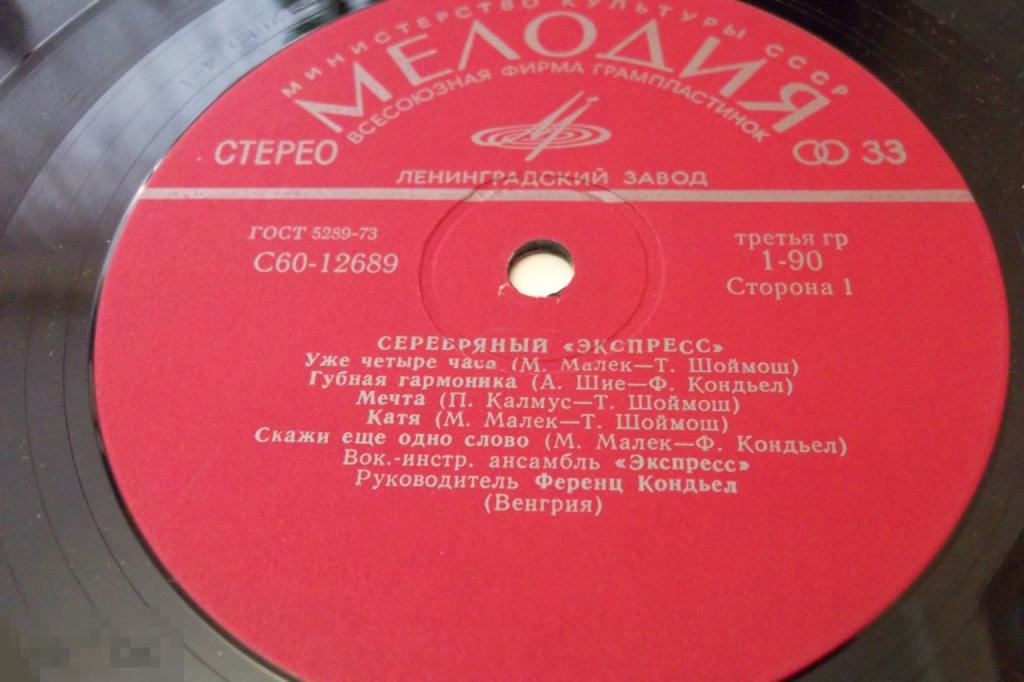 МИНИСТЕРСТВО КУЛЬТУРЫ СССР
МЕЛОДИЯ
ВСЕСОЮЗНАЯ ФИРМА ГРАМПЛАСТИНОК
СТЕРЕО
33
ЛЕНИНГРАДСКИЙ ЗАВОД
ГОСТ 5289-73
С60-12689
третья гр
1-90
Сторона 1
СЕРЕБРЯНЫЙ «ЭКСПРЕСС»
Уже четыре часа (М. Малек—Т. Шоймош)
Губная гармоника (А. Шие—Ф. Кондьел)
Мечта (П. Калмус—Т. Шоймош)
Катя (М. Малек—Т. Шоймош)
Скажи еще одно слово (М. Малек—Ф. Кондьел)
Вок.-инстр. ансамбль «Экспресс»
Руководитель Ференц Кондьел
(Венгрия)